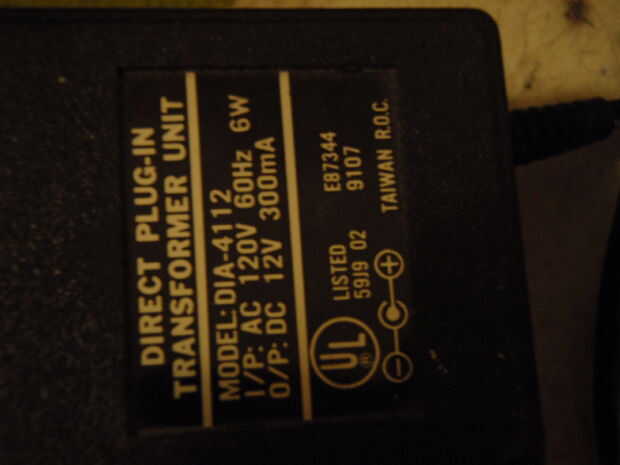 DIRECT PLUG-IN
TRANSFORMER UNIT
MODEL: DIA-4112
I/P: AC 120V 60Hz 6W
O/P: DC 12V 300mA
UL ®
LISTED
59J9 02
E87344
9107
− +
TAIWAN R.O.C.